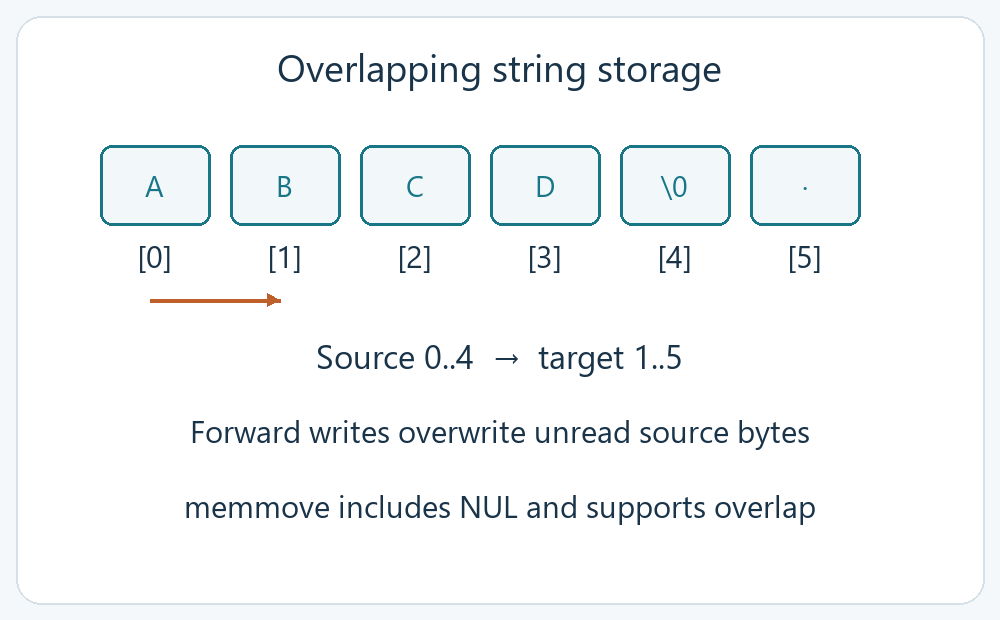 Overlapping string storage
A B C D \0 ·
[0] [1] [2] [3] [4] [5]
Source 0..4 → target 1..5
Forward writes overwrite unread source bytes
memmove includes NUL and supports overlap